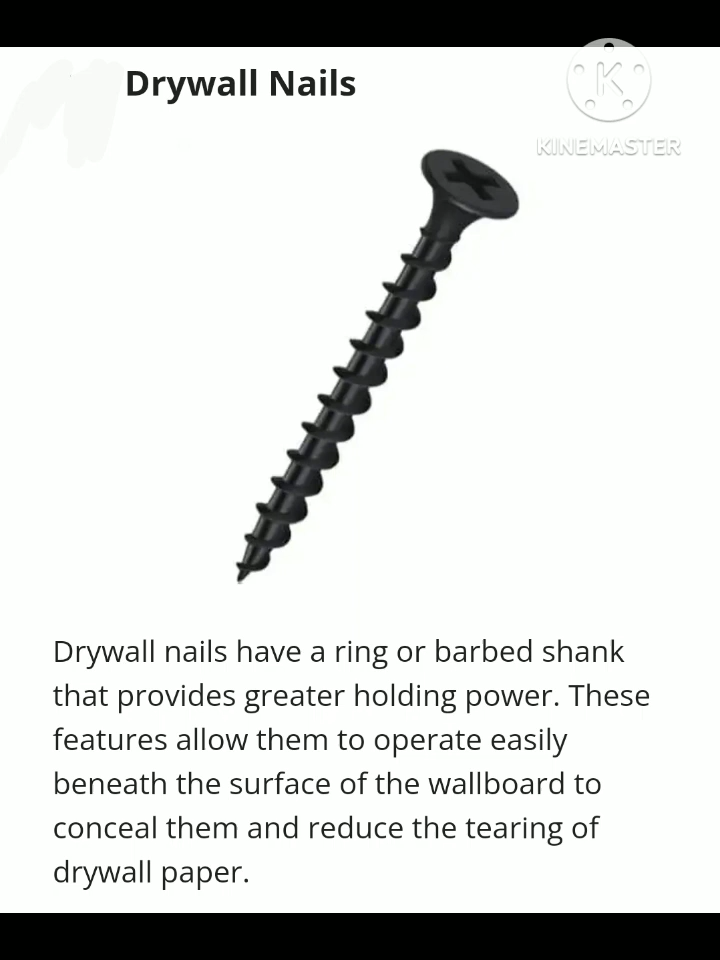 Drywall Nails
K
KINEMASTER
Drywall nails have a ring or barbed shank
that provides greater holding power. These
features allow them to operate easily
beneath the surface of the wallboard to
conceal them and reduce the tearing of
drywall paper.